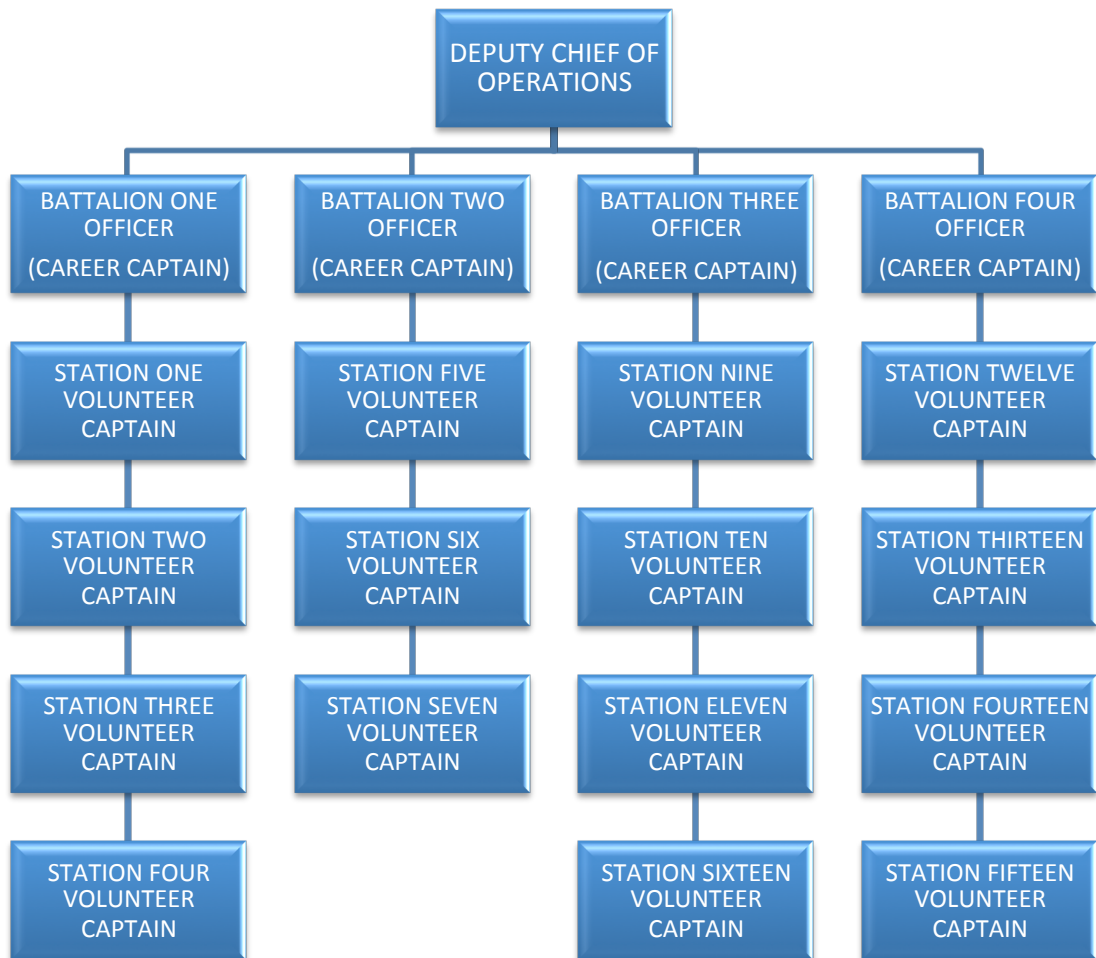 DEPUTY CHIEF OF
OPERATIONS
BATTALION ONE
OFFICER
(CAREER CAPTAIN)
BATTALION TWO
OFFICER
(CAREER CAPTAIN)
BATTALION THREE
OFFICER
(CAREER CAPTAIN)
BATTALION FOUR
OFFICER
(CAREER CAPTAIN)
STATION ONE
VOLUNTEER
CAPTAIN
STATION FIVE
VOLUNTEER
CAPTAIN
STATION NINE
VOLUNTEER
CAPTAIN
STATION TWELVE
VOLUNTEER
CAPTAIN
STATION TWO
VOLUNTEER
CAPTAIN
STATION SIX
VOLUNTEER
CAPTAIN
STATION TEN
VOLUNTEER
CAPTAIN
STATION THIRTEEN
VOLUNTEER
CAPTAIN
STATION THREE
VOLUNTEER
CAPTAIN
STATION SEVEN
VOLUNTEER
CAPTAIN
STATION ELEVEN
VOLUNTEER
CAPTAIN
STATION FOURTEEN
VOLUNTEER
CAPTAIN
STATION FOUR
VOLUNTEER
CAPTAIN
STATION SIXTEEN
VOLUNTEER
CAPTAIN
STATION FIFTEEN
VOLUNTEER
CAPTAIN